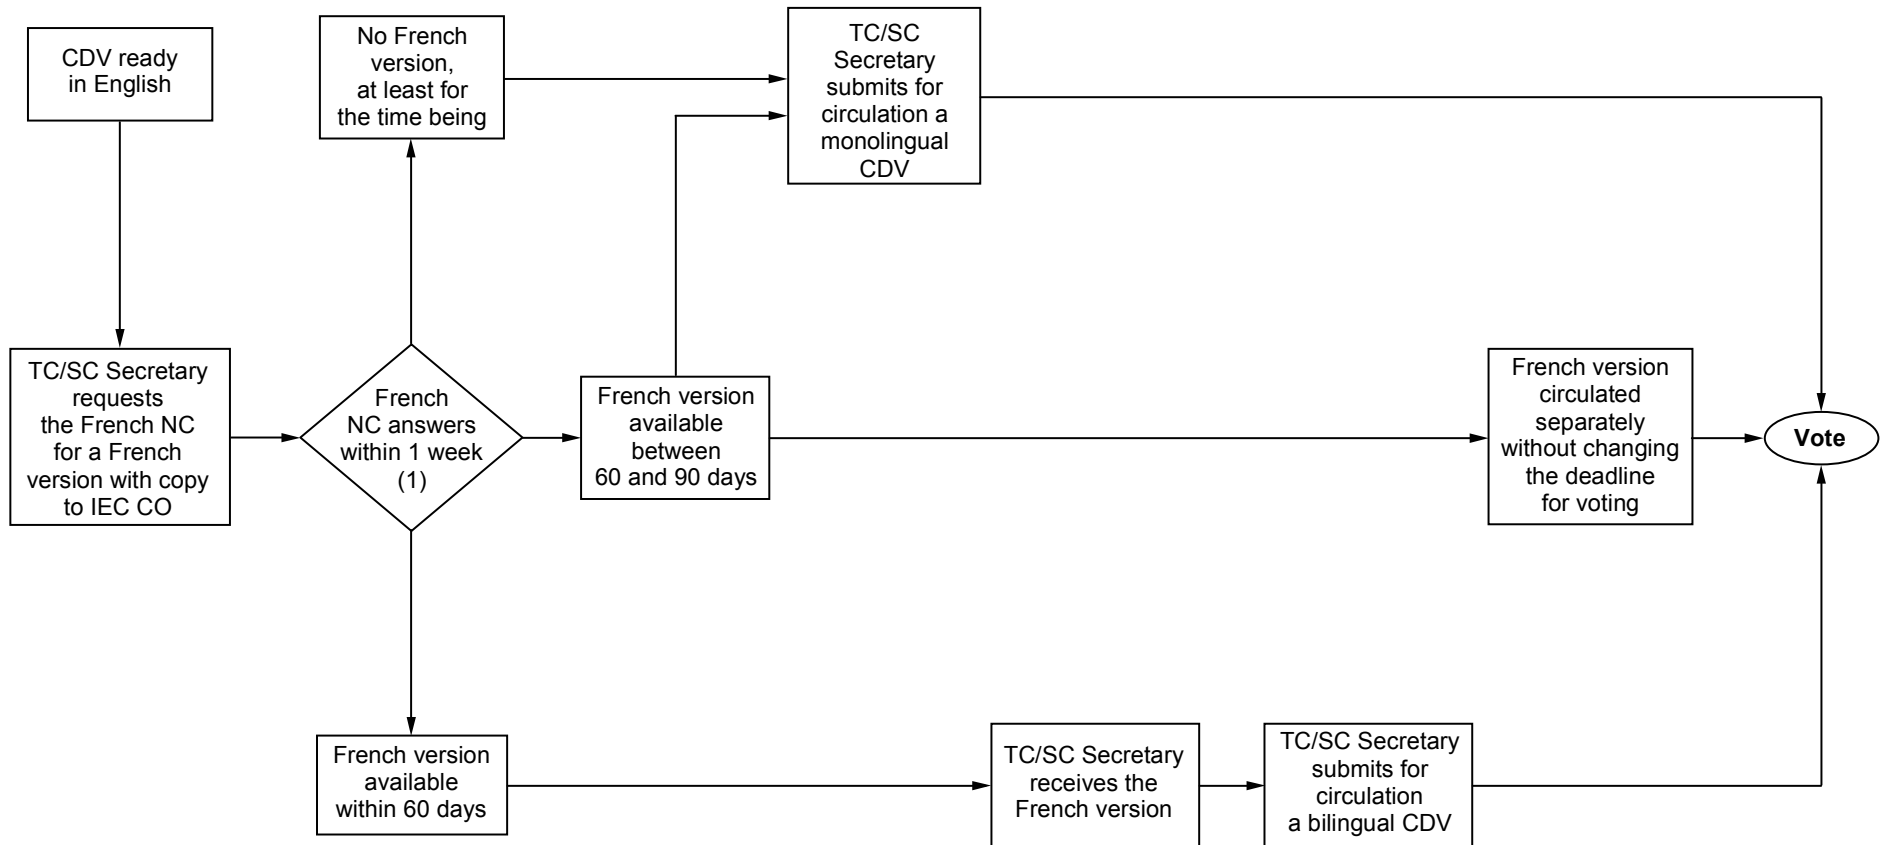 CDV ready
in English
No French
version,
at least for
the time being
TC/SC
Secretary
submits for
circulation a
monolingual
CDV
TC/SC Secretary
requests
the French NC
for a French
version with copy
to IEC CO
French
NC answers
within 1 week
(1)
French version
available
between
60 and 90 days
French version
circulated
separately
without changing
the deadline
for voting
Vote
French version
available
within 60 days
TC/SC Secretary
receives the
French version
TC/SC Secretary
submits for
circulation
a bilingual CDV